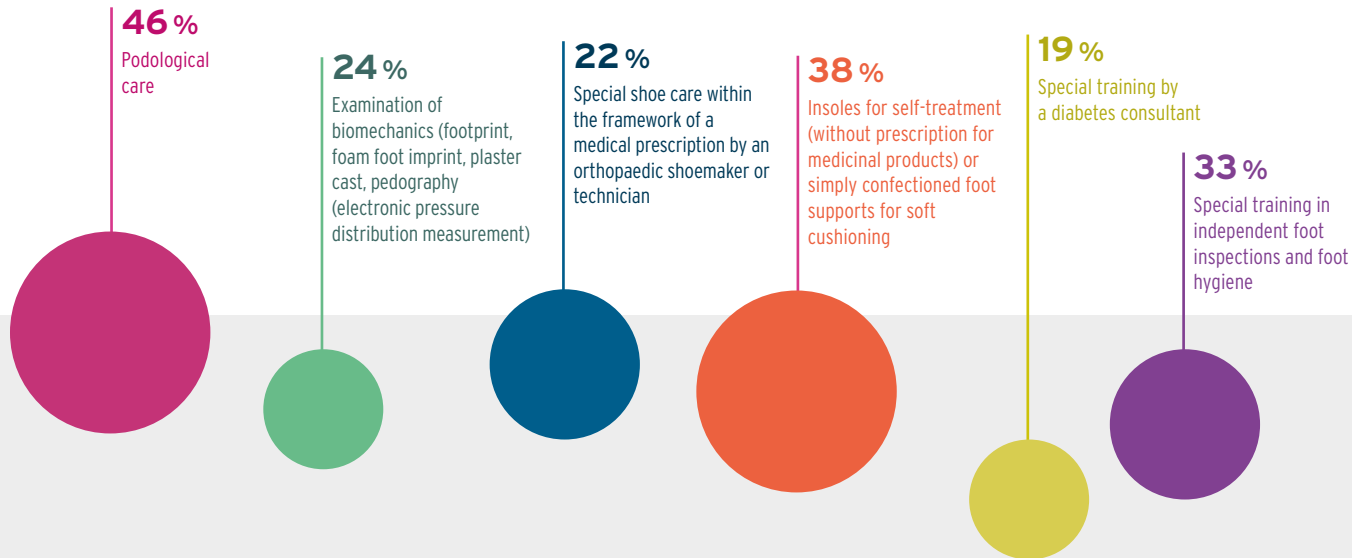 46 %
Podological
care
24 %
Examination of
biomechanics (footprint,
foam foot imprint, plaster
cast, pedography
(electronic pressure
distribution measurement)
22 %
Special shoe care within
the framework of a
medical prescription by an
orthopaedic shoemaker or
technician
38 %
Insoles for self-treatment
(without prescription for
medicinal products) or
simply confectioned foot
supports for soft
cushioning
19 %
Special training by
a diabetes consultant
33 %
Special training in
independent foot
inspections and foot
hygiene